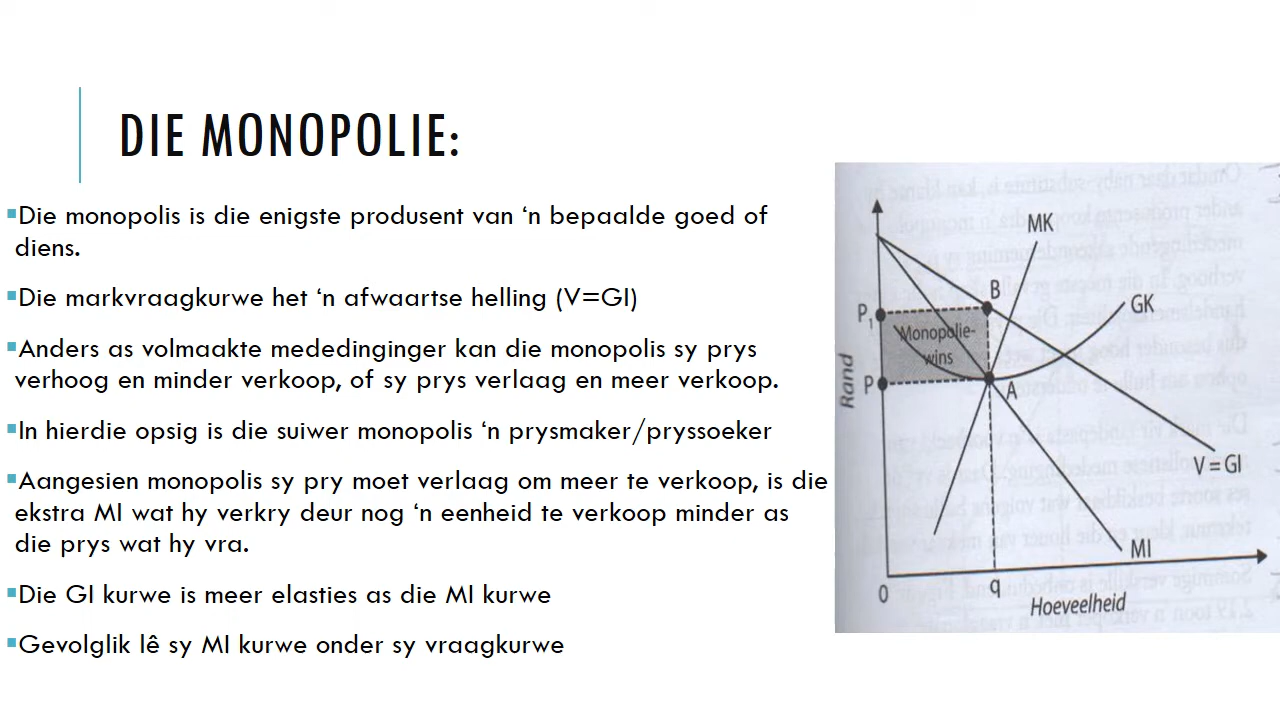 DIE MONOPOLIE:
▪Die monopolis is die enigste produsent van ‘n bepaalde goed of
diens.
▪Die markvraagkurwe het ‘n afwaartse helling (V=GI)
▪Anders as volmaakte mededinginger kan die monopolis sy prys
verhoog en minder verkoop, of sy prys verlaag en meer verkoop.
▪In hierdie opsig is die suiwer monopolis ‘n prysmaker/pryssoeker
▪Aangesien monopolis sy pry moet verlaag om meer te verkoop, is die
ekstra MI wat hy verkry deur nog ‘n eenheid te verkoop minder as
die prys wat hy vra.
▪Die GI kurwe is meer elasties as die MI kurwe
▪Gevolglik lê sy MI kurwe onder sy vraagkurwe
MK
B
GK
P1
Monopolie-
wins
Rand
P
A
V = GI
MI
0
q
Hoeveelheid